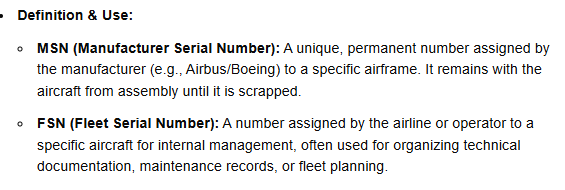 • Definition & Use:
◦ MSN (Manufacturer Serial Number): A unique, permanent number assigned by
the manufacturer (e.g., Airbus/Boeing) to a specific airframe. It remains with the
aircraft from assembly until it is scrapped.
◦ FSN (Fleet Serial Number): A number assigned by the airline or operator to a
specific aircraft for internal management, often used for organizing technical
documentation, maintenance records, or fleet planning.